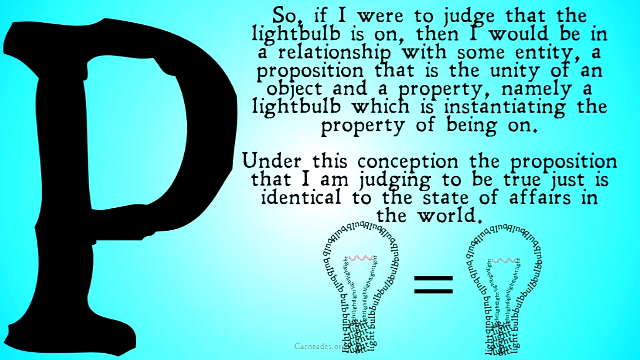 P
So, if I were to judge that the
lightbulb is on, then I would be in
a relationship with some entity, a
proposition that is the unity of an
object and a property, namely a
lightbulb which is instantiating the
property of being on.
Under this conception the proposition
that I am judging to be true just is
identical to the state of affairs in
the world.
=